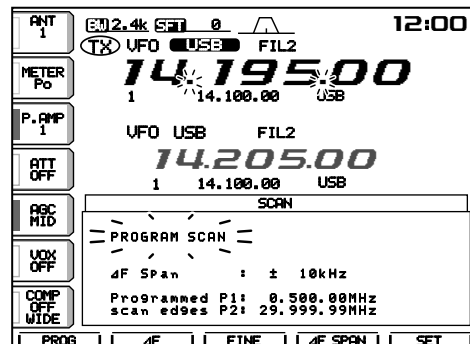 ANT 1
BW 2.4k SFT 0
12:00
TX VFO USB FIL2
METER Po
14.195.00
1 14.100.00 USB
P.AMP 1
VFO USB FIL2
14.205.00
ATT OFF
1 14.100.00 USB
SCAN
AGC MID
PROGRAM SCAN
VOX OFF
⊿F Span : ± 10kHz
COMP OFF WIDE
Programmed P1: 0.500.00MHz
scan edges P2: 29.999.99MHz
PROG ⊿F FINE ⊿F SPAN SET